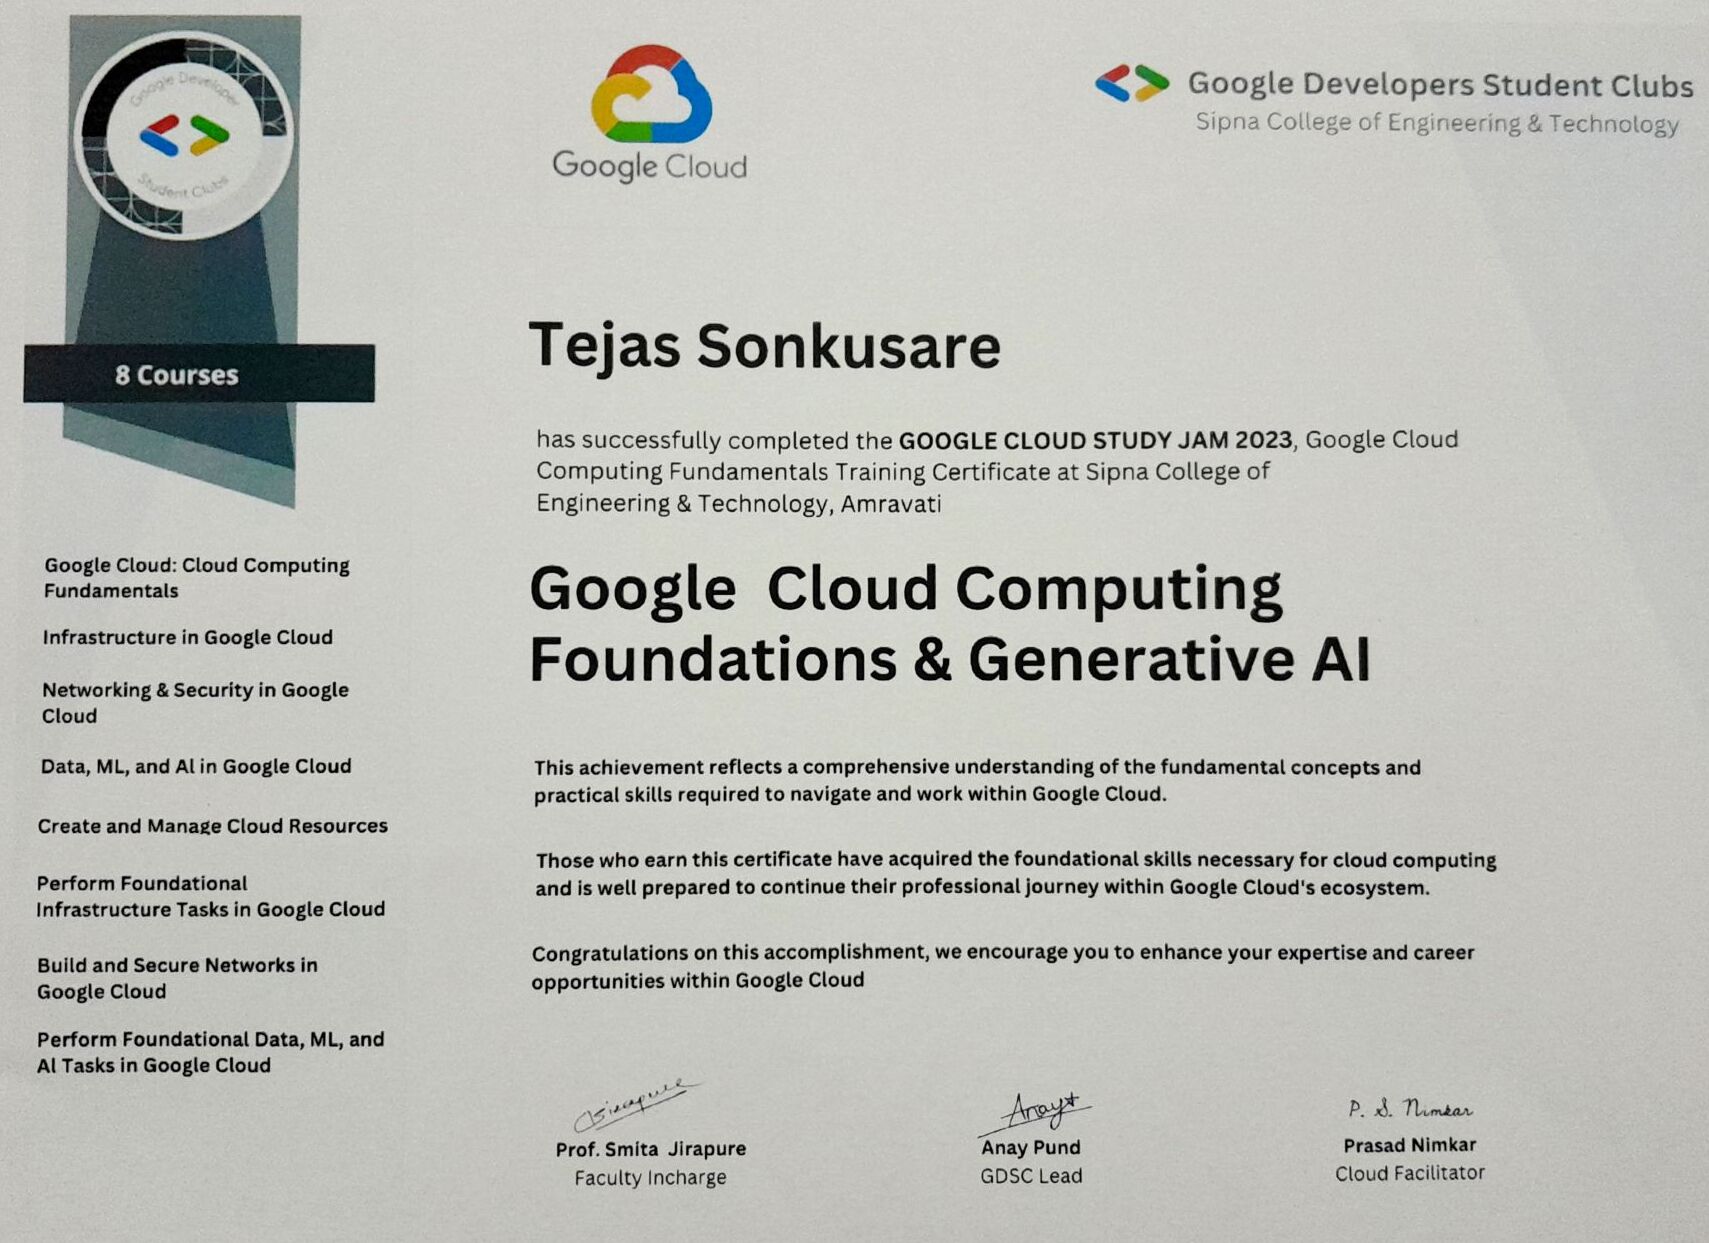 Google Developer
Student Clubs
8 Courses
Google Cloud: Cloud Computing
Fundamentals
Infrastructure in Google Cloud
Networking & Security in Google
Cloud
Data, ML, and AI in Google Cloud
Create and Manage Cloud Resources
Perform Foundational
Infrastructure Tasks in Google Cloud
Build and Secure Networks in
Google Cloud
Perform Foundational Data, ML, and
AI Tasks in Google Cloud
Google Cloud
Google Developers Student Clubs
Sipna College of Engineering & Technology
Tejas Sonkusare
has successfully completed the GOOGLE CLOUD STUDY JAM 2023, Google Cloud
Computing Fundamentals Training Certificate at Sipna College of
Engineering & Technology, Amravati
Google Cloud Computing
Foundations & Generative AI
This achievement reflects a comprehensive understanding of the fundamental concepts and
practical skills required to navigate and work within Google Cloud.
Those who earn this certificate have acquired the foundational skills necessary for cloud computing
and is well prepared to continue their professional journey within Google Cloud's ecosystem.
Congratulations on this accomplishment, we encourage you to enhance your expertise and career
opportunities within Google Cloud
Prof. Smita Jirapure
Faculty Incharge
Anay
Anay Pund
GDSC Lead
P. S. Nimkar
Prasad Nimkar
Cloud Facilitator